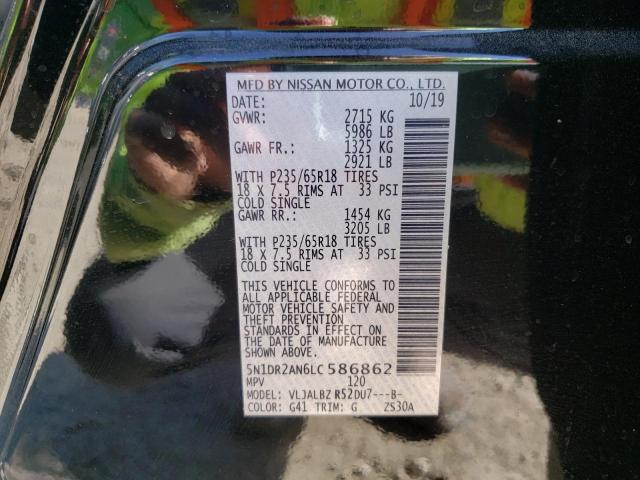 MFD BY NISSAN MOTOR CO., LTD.
DATE: 10/19
GVWR: 2715 KG
5986 LB
GAWR FR.: 1325 KG
2921 LB
WITH P235/65R18 TIRES
18 X 7.5 RIMS AT 33 PSI
COLD SINGLE
GAWR RR.: 1454 KG
3205 LB
WITH P235/65R18 TIRES
18 X 7.5 RIMS AT 33 PSI
COLD SINGLE
THIS VEHICLE CONFORMS TO
ALL APPLICABLE FEDERAL
MOTOR VEHICLE SAFETY AND
THEFT PREVENTION
STANDARDS IN EFFECT ON
THE DATE OF MANUFACTURE
SHOWN ABOVE.
5N1DR2AN6LC586862
MPV 120
MODEL: VLJALBZ R52DU7---B-
COLOR: G41 TRIM: G ZS30A